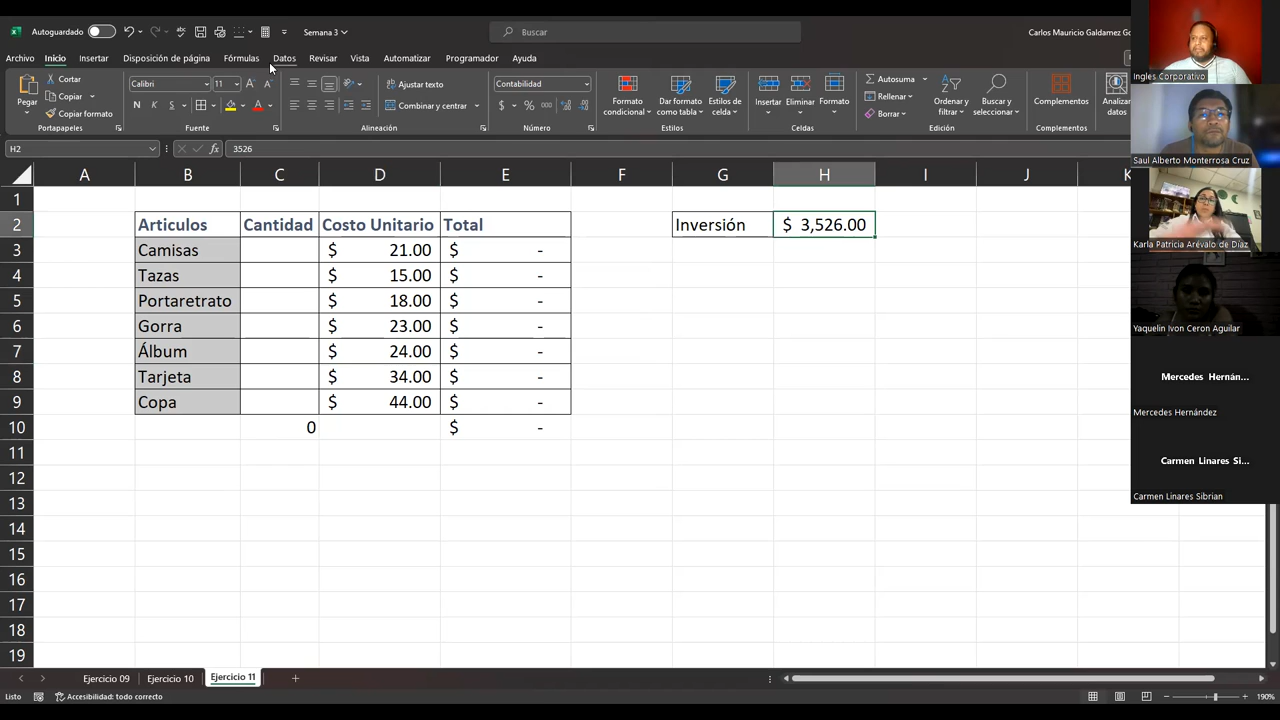 Autoguardado
Semana 3
Buscar
Carlos Mauricio Galdamez Go
Archivo Inicio Insertar Disposición de página Fórmulas Datos Revisar Vista Automatizar Programador Ayuda
Pegar
Cortar
Copiar
Copiar formato
Portapapeles
Calibri 11
N K S
Fuente
Ajustar texto
Combinar y centrar
Alineación
Contabilidad
$ %
Número
Formato condicional
Dar formato como tabla
Estilos de celda
Estilos
Insertar
Eliminar
Formato
Celdas
Autosuma
Rellenar
Borrar
Ordenar y filtrar
Buscar y seleccionar
Edición
Complementos
Complementos
Analizar datos
H2 fx 3526
A B C D E F G H I J K
1
2 Articulos Cantidad Costo Unitario Total Inversión $ 3,526.00
3 Camisas $ 21.00 $ -
4 Tazas $ 15.00 $ -
5 Portaretrato $ 18.00 $ -
6 Gorra $ 23.00 $ -
7 Álbum $ 24.00 $ -
8 Tarjeta $ 34.00 $ -
9 Copa $ 44.00 $ -
10 0 $ -
11
12
13
14
15
16
17
18
19
Ejercicio 09 Ejercicio 10 Ejercicio 11
Listo Accesibilidad: todo correcto 190%
Ingles Corporativo
Saul Alberto Monterrosa Cruz
Karla Patricia Arévalo de Díaz
Yaquelin Ivon Ceron Aguilar
Mercedes Hernán...
Mercedes Hernández
Carmen Linares Si...
Carmen Linares Sibrian